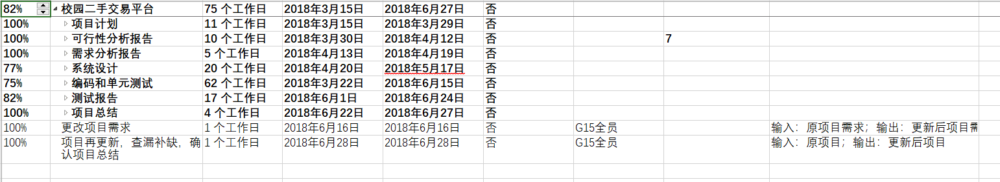 82% 校园二手交易平台 75 个工作日 2018年3月15日 2018年6月27日 否
100% 项目计划 11 个工作日 2018年3月15日 2018年3月29日 否
100% 可行性分析报告 10 个工作日 2018年3月30日 2018年4月12日 否 7
100% 需求分析报告 5 个工作日 2018年4月13日 2018年4月19日 否
77% 系统设计 20 个工作日 2018年4月20日 2018年5月17日 否
75% 编码和单元测试 62 个工作日 2018年3月22日 2018年6月15日 否
82% 测试报告 17 个工作日 2018年6月1日 2018年6月24日 否
100% 项目总结 4 个工作日 2018年6月22日 2018年6月27日 否
100% 更改项目需求 1 个工作日 2018年6月16日 2018年6月16日 否 G15全员 输入：原项目需求；输出：更新后项目需
100% 项目再更新，查漏补缺，确 1 个工作日 2018年6月28日 2018年6月28日 否 G15全员 输入：原项目；输出：更新后项目
认项目总结